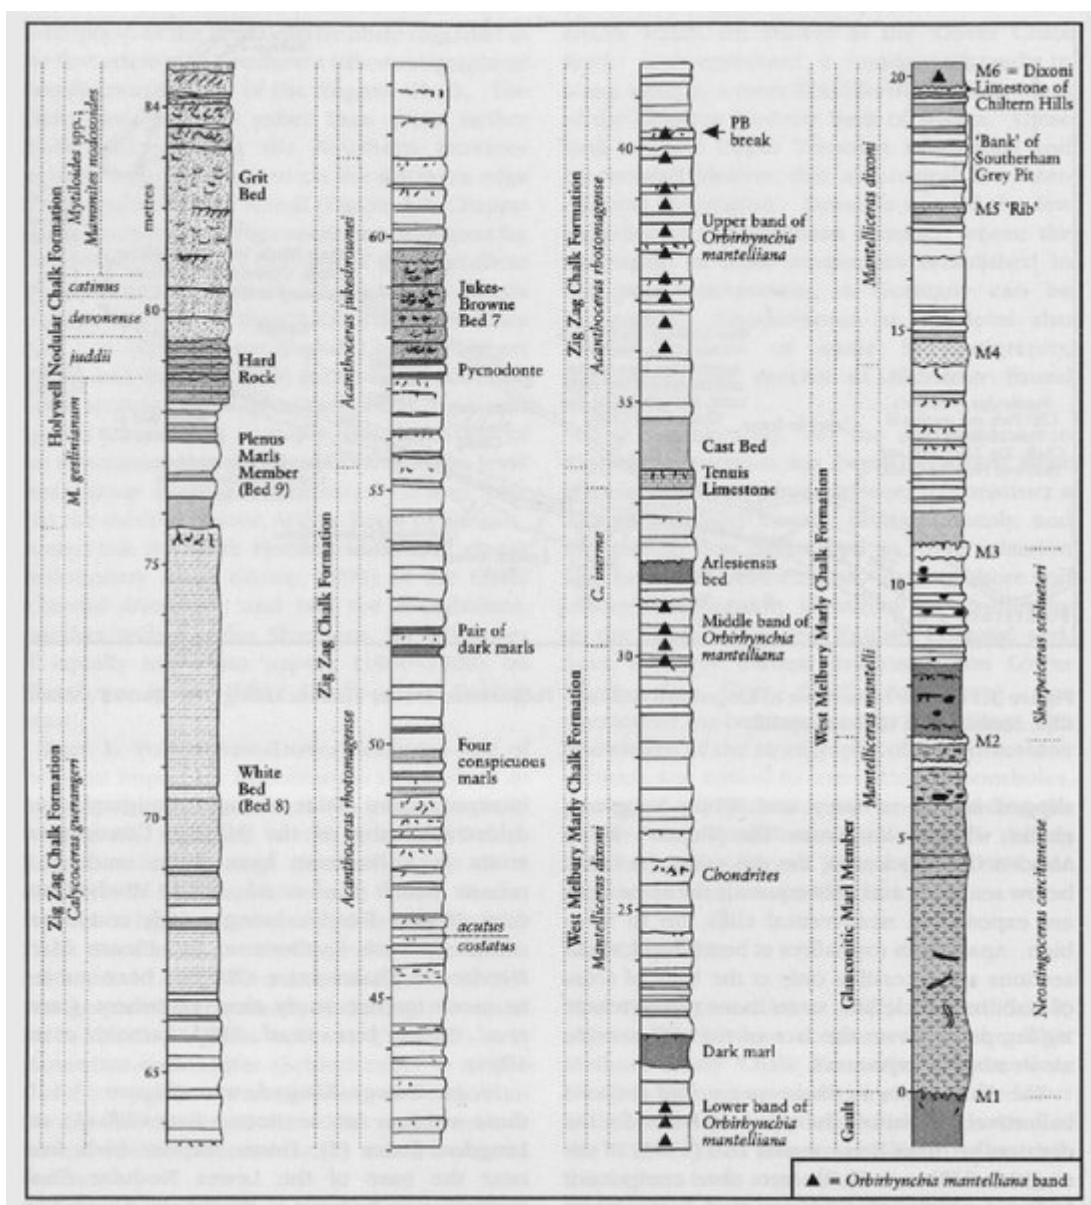 Holywell Nodular Chalk Formation
Zig Zag Chalk Formation
Mytiloides spp.;
Mammites nodosoides
catinus
devonense
juddii
M. geslinianum
Calycoceras guerangeri
84
metres
80
75
70
65
Grit
Bed
Hard
Rock
Plenus
Marls
Member
(Bed 9)
White
Bed
(Bed 8)
Zig Zag Chalk Formation
Acanthoceras jukesbrownei
Acanthoceras rhotomagense
60
55
50
45
Jukes-
Browne
Bed 7
Pycnodonte
Pair of
dark marls
Four
conspicuous
marls
acutus
costatus
Zig Zag Chalk Formation
West Melbury Marly Chalk Formation
Acanthoceras rhotomagense
C. inerme
Mantelliceras dixoni
40
35
30
25
PB
break
Upper band of
Orbirhynchia
mantelliana
Cast Bed
Tenuis
Limestone
Arlesiensis
bed
Middle band of
Orbirhynchia
mantelliana
Chondrites
Dark marl
Lower band of
Orbirhynchia
mantelliana
West Melbury Marly Chalk Formation
Glauconitic Marl Member
Gault
Mantelliceras dixoni
Mantelliceras mantelli
20
15
10
5
0
M6 = Dixoni
Limestone of
Chiltern Hills
'Bank' of
Southerham
Grey Pit
M5 'Rib'
M4
M3
M2
M1
Sharpeiceras schlueteri
Neostlingoceras carcitanense
▲ = Orbirhynchia mantelliana band